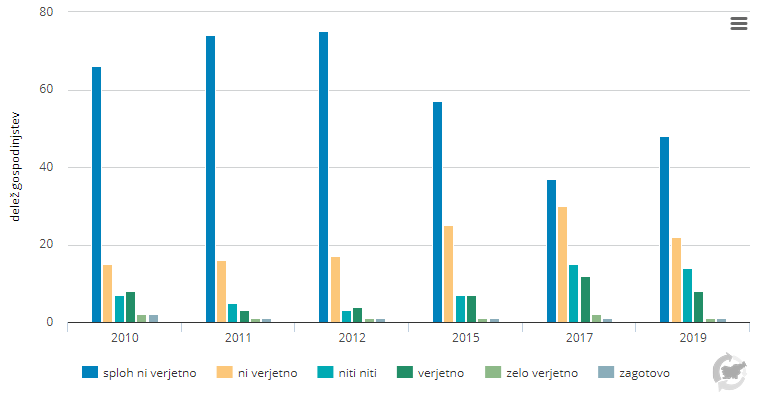 80
60
40
20
0
delež gospodinjstev
2010 2011 2012 2015 2017 2019
sploh ni verjetno ni verjetno niti niti verjetno zelo verjetno zagotovo